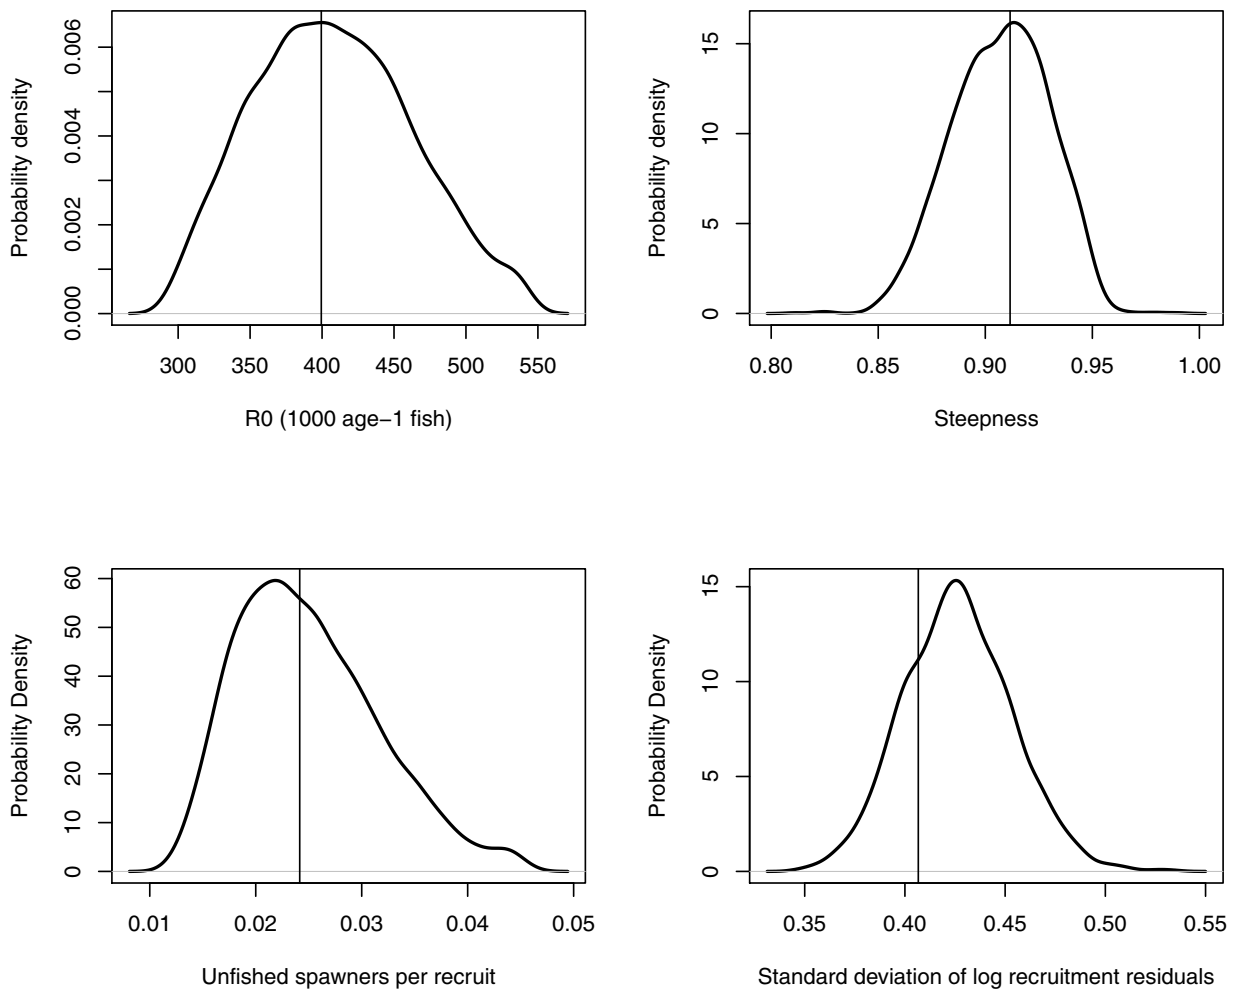 Probability density
0.000 0.002 0.004 0.006
300 350 400 450 500 550
R0 (1000 age−1 fish)
Probability density
0 5 10 15
0.80 0.85 0.90 0.95 1.00
Steepness
Probability Density
0 10 20 30 40 50 60
0.01 0.02 0.03 0.04 0.05
Unfished spawners per recruit
Probability Density
0 5 10 15
0.35 0.40 0.45 0.50 0.55
Standard deviation of log recruitment residuals